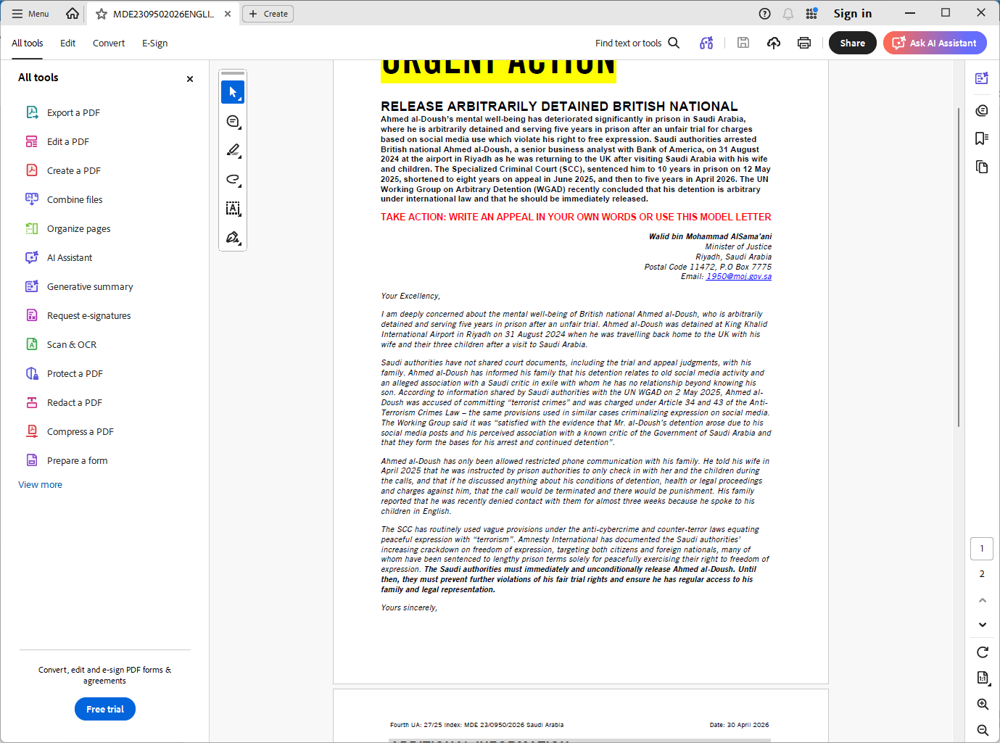 Menu
MDE2309502026ENGLI...
Create
Sign in
All tools
Edit
Convert
E-Sign
Find text or tools
Share
Ask AI Assistant
All tools
Export a PDF
Edit a PDF
Create a PDF
Combine files
Organize pages
AI Assistant
Generative summary
Request e-signatures
Scan & OCR
Protect a PDF
Redact a PDF
Compress a PDF
Prepare a form
View more
Convert, edit and e-sign PDF forms &
agreements
Free trial
URGENT ACTION
RELEASE ARBITRARILY DETAINED BRITISH NATIONAL
Ahmed al-Doush's mental well-being has deteriorated significantly in prison in Saudi Arabia,
where he is arbitrarily detained and serving five years in prison after an unfair trial for charges
based on social media use which violate his right to free expression. Saudi authorities arrested
British national Ahmed al-Doush, a senior business analyst with Bank of America, on 31 August
2024 at the airport in Riyadh as he was returning to the UK after visiting Saudi Arabia with his wife
and children. The Specialized Criminal Court (SCC), sentenced him to 10 years in prison on 12 May
2025, shortened to eight years on appeal in June 2025, and then to five years in April 2026. The UN
Working Group on Arbitrary Detention (WGAD) recently concluded that his detention is arbitrary
under international law and that he should be immediately released.
TAKE ACTION: WRITE AN APPEAL IN YOUR OWN WORDS OR USE THIS MODEL LETTER
Walid bin Mohammad AlSama'ani
Minister of Justice
Riyadh, Saudi Arabia
Postal Code 11472, P.O Box 7775
Email: 1950@moj.gov.sa
Your Excellency,
I am deeply concerned about the mental well-being of British national Ahmed al-Doush, who is arbitrarily
detained and serving five years in prison after an unfair trial. Ahmed al-Doush was detained at King Khalid
International Airport in Riyadh on 31 August 2024 when he was travelling back home to the UK with his
wife and their three children after a visit to Saudi Arabia.
Saudi authorities have not shared court documents, including the trial and appeal judgments, with his
family. Ahmed al-Doush has informed his family that his detention relates to old social media activity and
an alleged association with a Saudi critic in exile with whom he has no relationship beyond knowing his
son. According to information shared by Saudi authorities with the UN WGAD on 2 May 2025, Ahmed al-
Doush was accused of committing "terrorist crimes" and was charged under Article 34 and 43 of the Anti-
Terrorism Crimes Law – the same provisions used in similar cases criminalizing expression on social media.
The Working Group said it was "satisfied with the evidence that Mr. al-Doush's detention arose due to his
social media posts and his perceived association with a known critic of the Government of Saudi Arabia and
that they form the bases for his arrest and continued detention".
Ahmed al-Doush has only been allowed restricted phone communication with his family. He told his wife in
April 2025 that he was instructed by prison authorities to only check in with her and the children during
the calls, and that if he discussed anything about his conditions of detention, health or legal proceedings
and charges against him, that the call would be terminated and there would be punishment. His family
reported that he was recently denied contact with them for almost three weeks because he spoke to his
children in English.
The SCC has routinely used vague provisions under the anti-cybercrime and counter-terror laws equating
peaceful expression with "terrorism". Amnesty International has documented the Saudi authorities'
increasing crackdown on freedom of expression, targeting both citizens and foreign nationals, many of
whom have been sentenced to lengthy prison terms solely for peacefully exercising their right to freedom of
expression. The Saudi authorities must immediately and unconditionally release Ahmed al-Doush. Until
then, they must prevent further violations of his fair trial rights and ensure he has regular access to his
family and legal representation.
Yours sincerely,
Fourth UA: 27/25 Index: MDE 23/0950/2026 Saudi Arabia
Date: 30 April 2026
ADDITIONAL INFORMATION
1
2